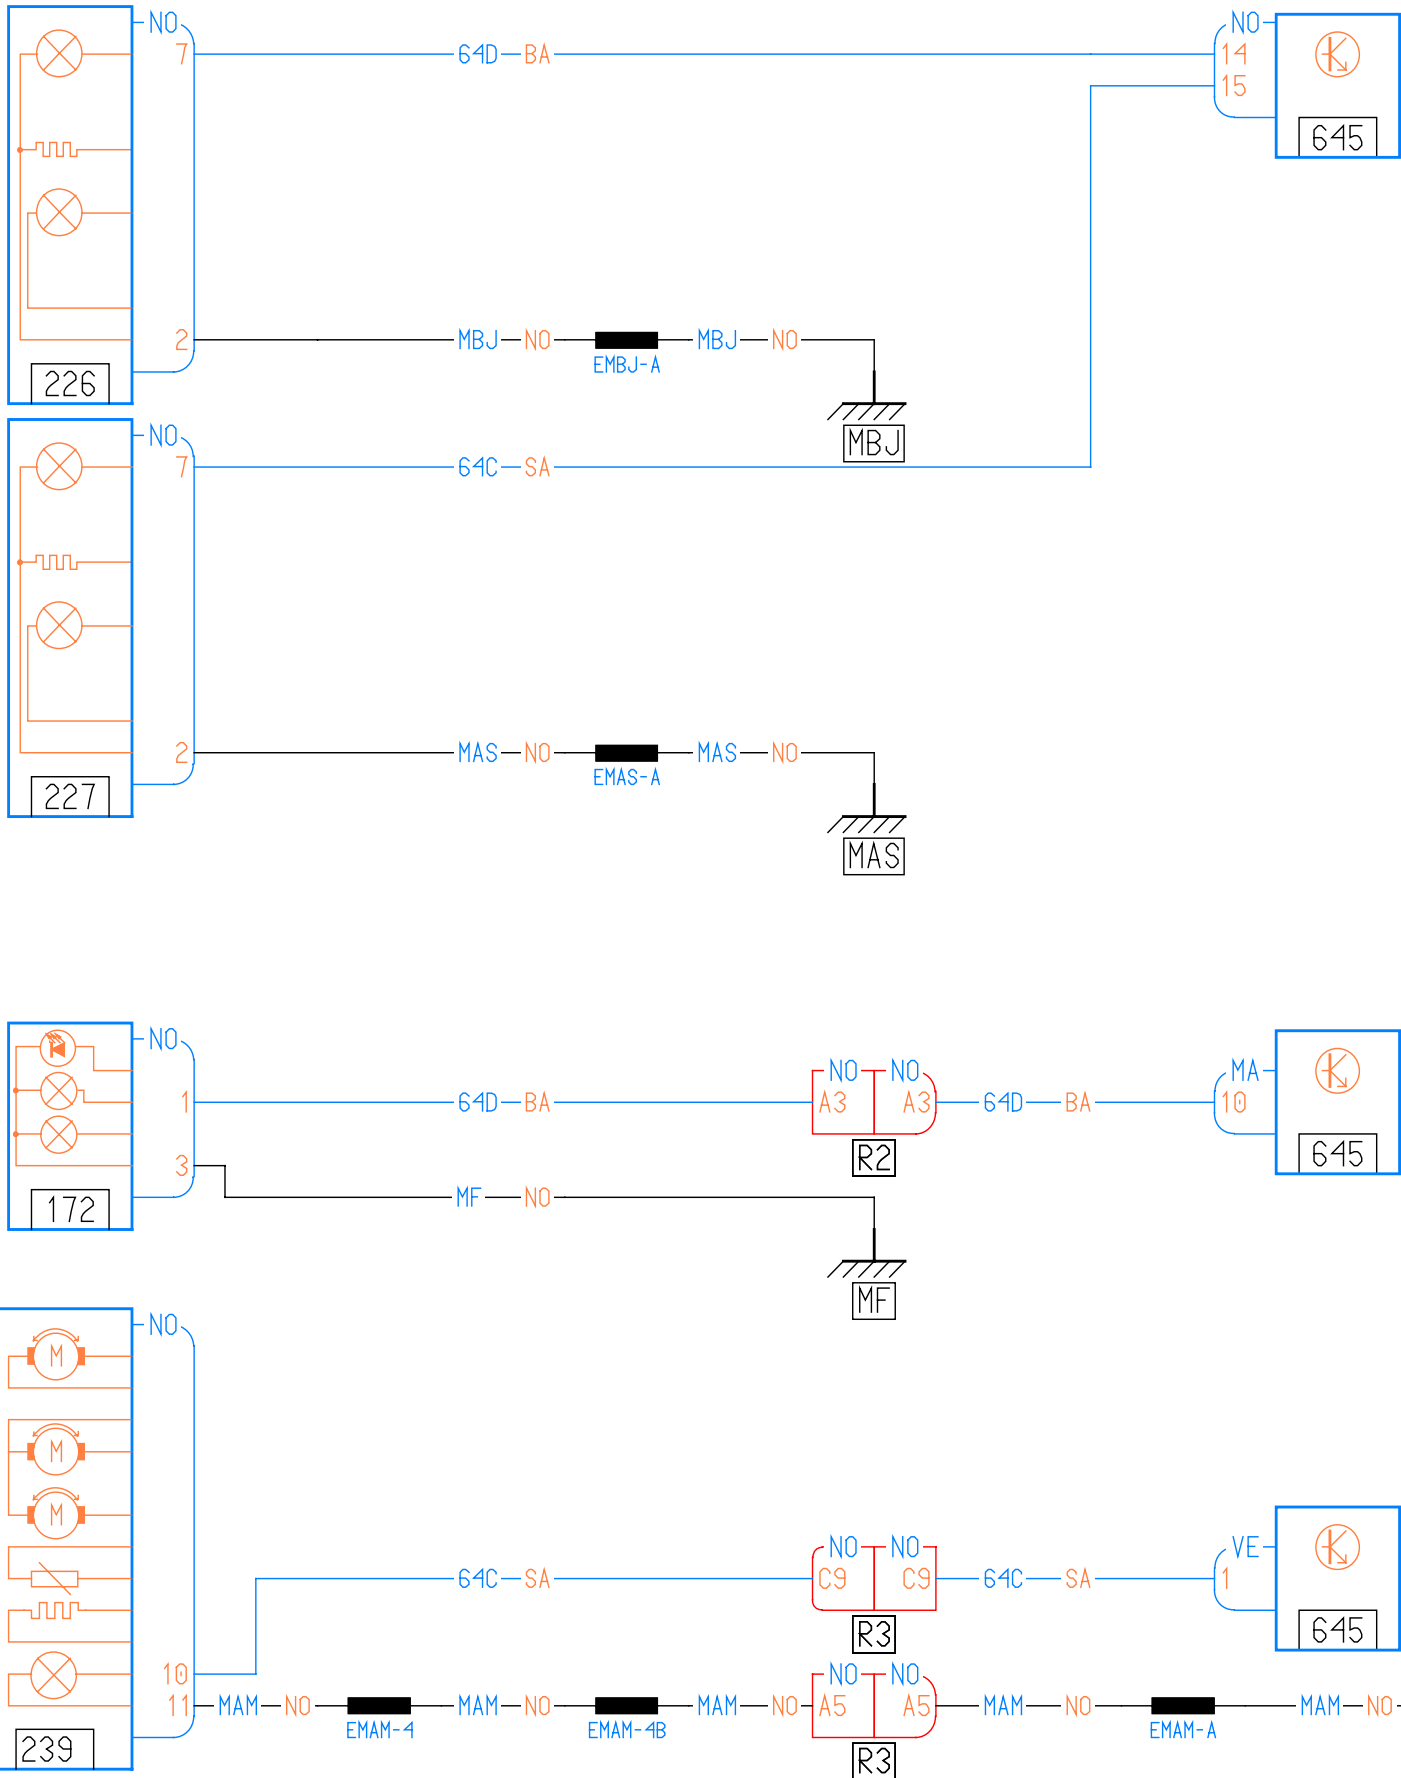 NO NO
7 64D BA 14
15
645
2 MBJ NO MBJ NO
EMBJ-A
226
MBJ
NO
7 64C SA
2 MAS NO MAS NO
EMAS-A
227
MAS
NO
NO NO MA
1 64D BA A3 A3 64D BA 10
R2 645
3
MF NO
172
MF
NO
M
M
M
NO NO VE
64C SA C9 C9 64C SA 1
R3 645
10 NO NO
11 MAM NO MAM NO MAM NO A5 A5 MAM NO MAM NO
EMAM-4 EMAM-4B EMAM-A
239 R3